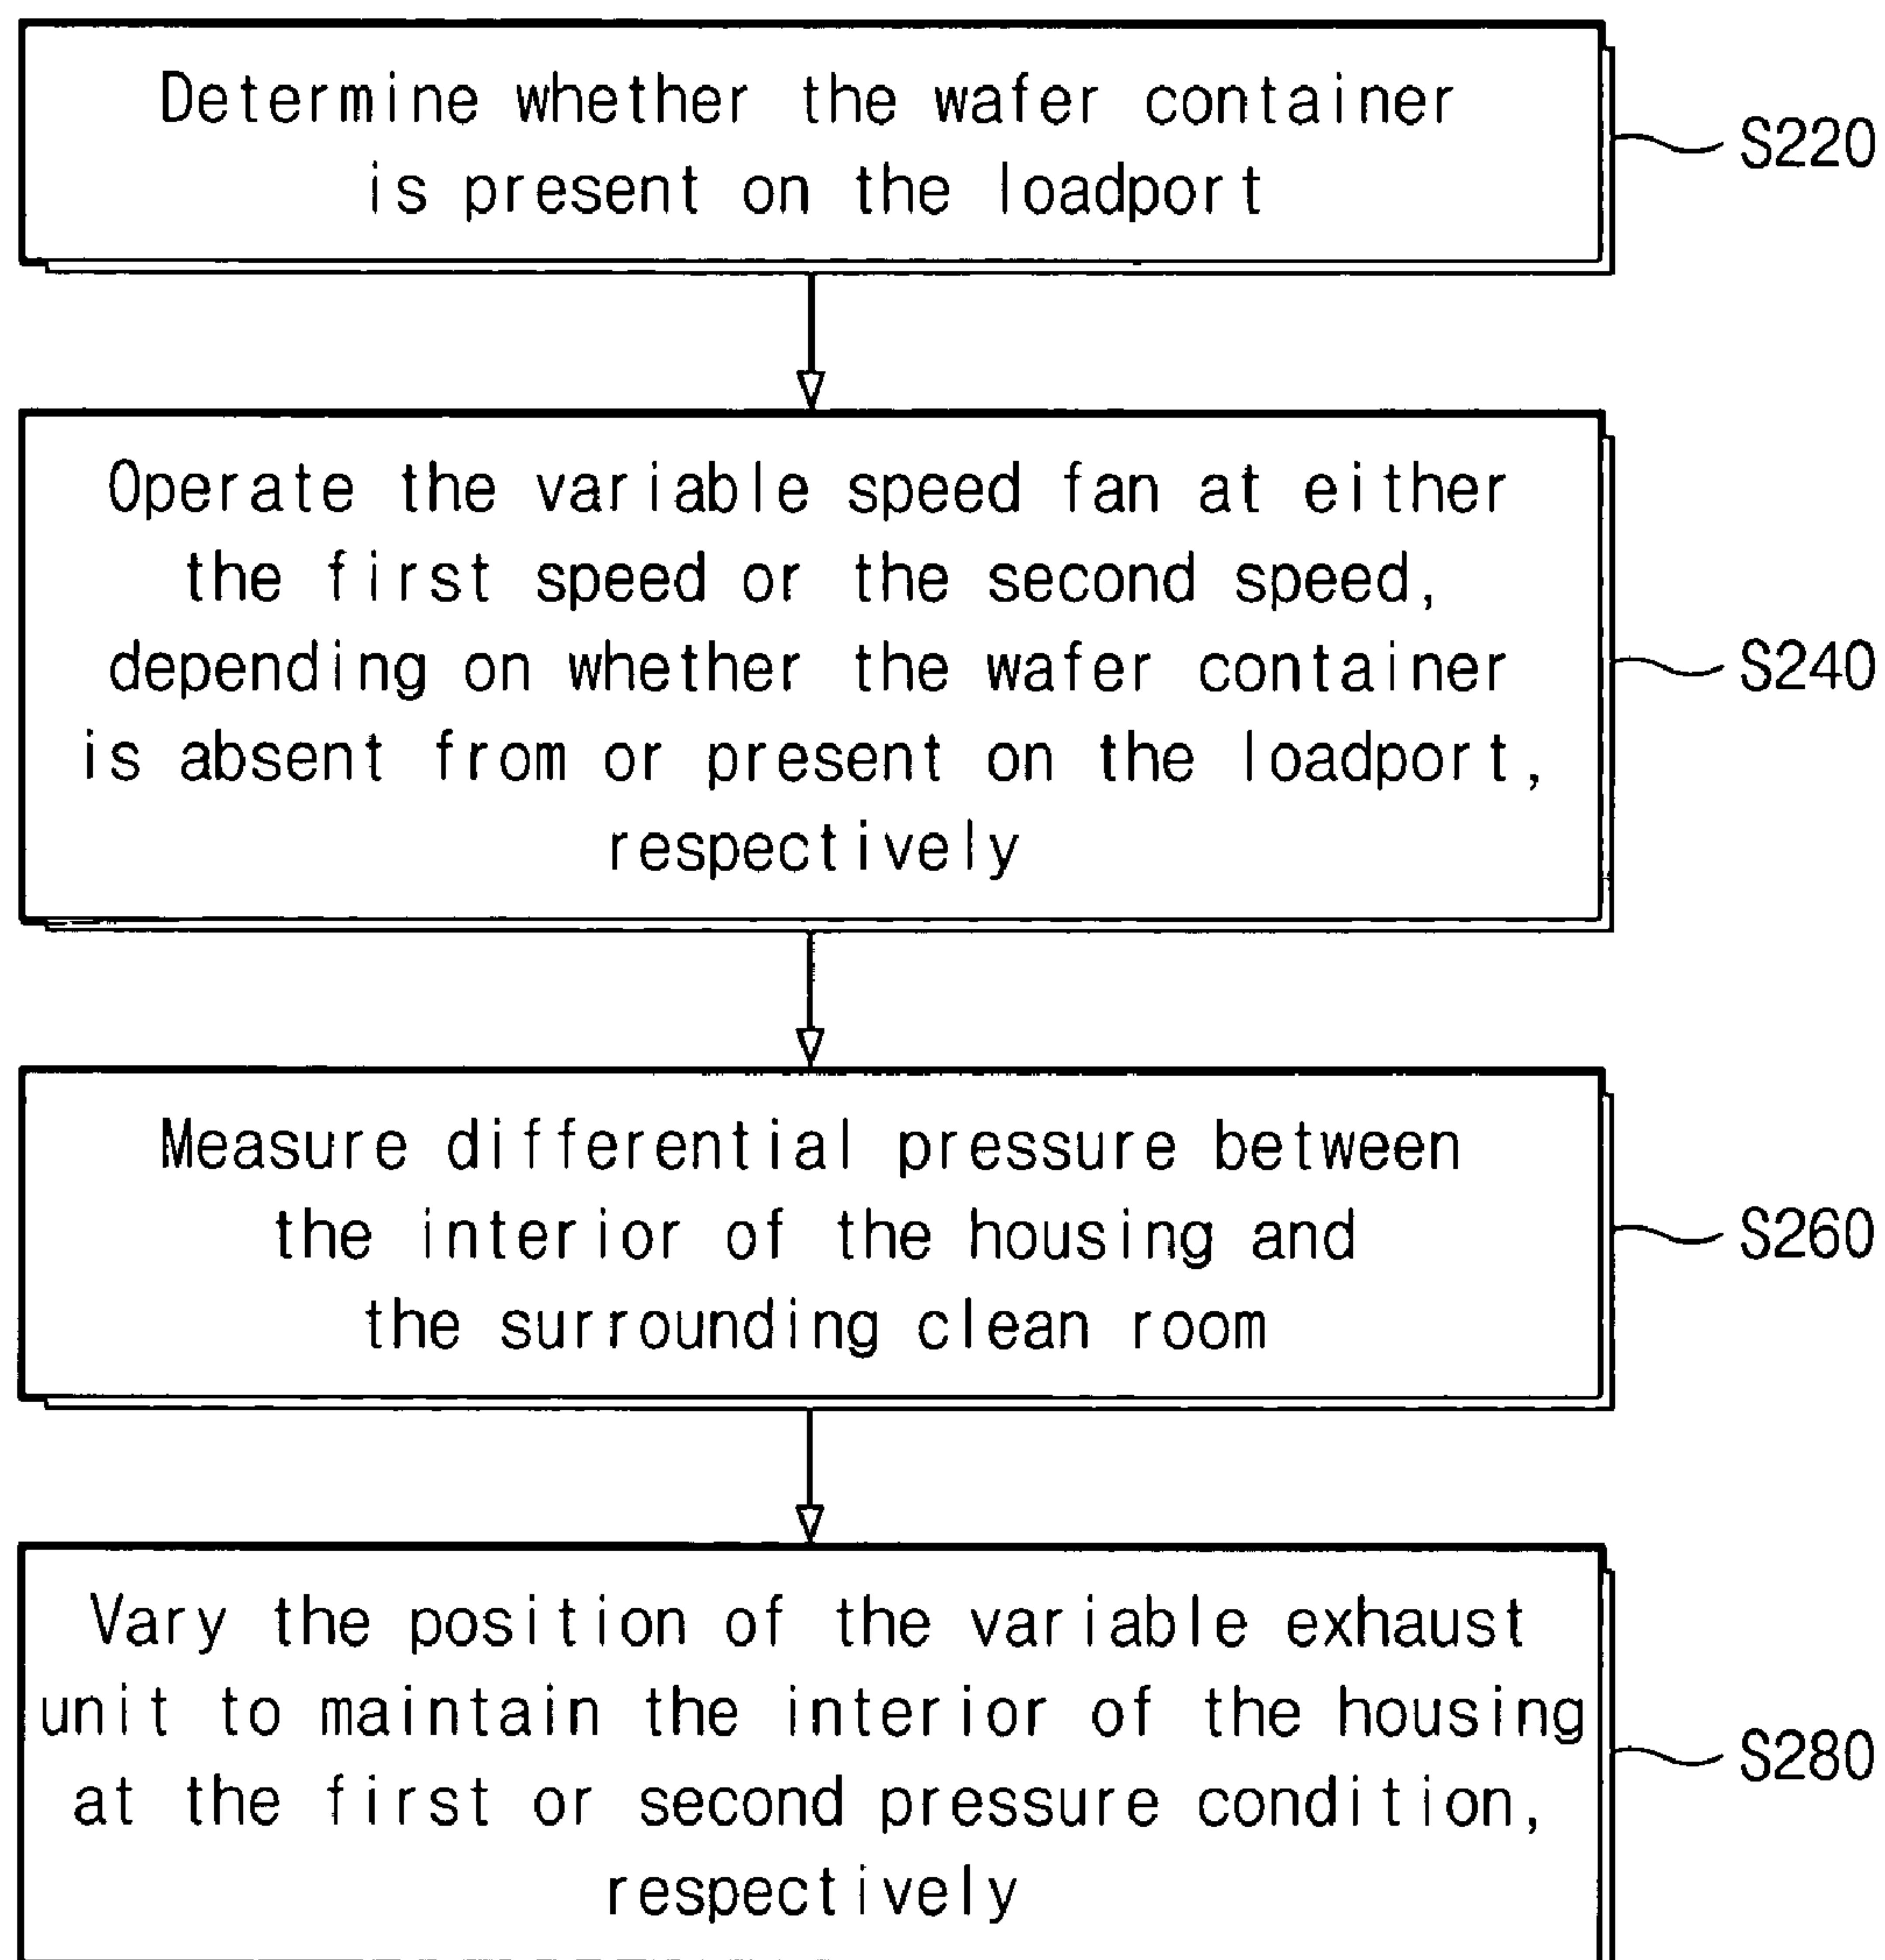 Determine whether the wafer container
is present on the loadport
S220
Operate the variable speed fan at either
the first speed or the second speed,
depending on whether the wafer container
is absent from or present on the loadport,
respectively
S240
Measure differential pressure between
the interior of the housing and
the surrounding clean room
S260
Vary the position of the variable exhaust
unit to maintain the interior of the housing
at the first or second pressure condition,
respectively
S280